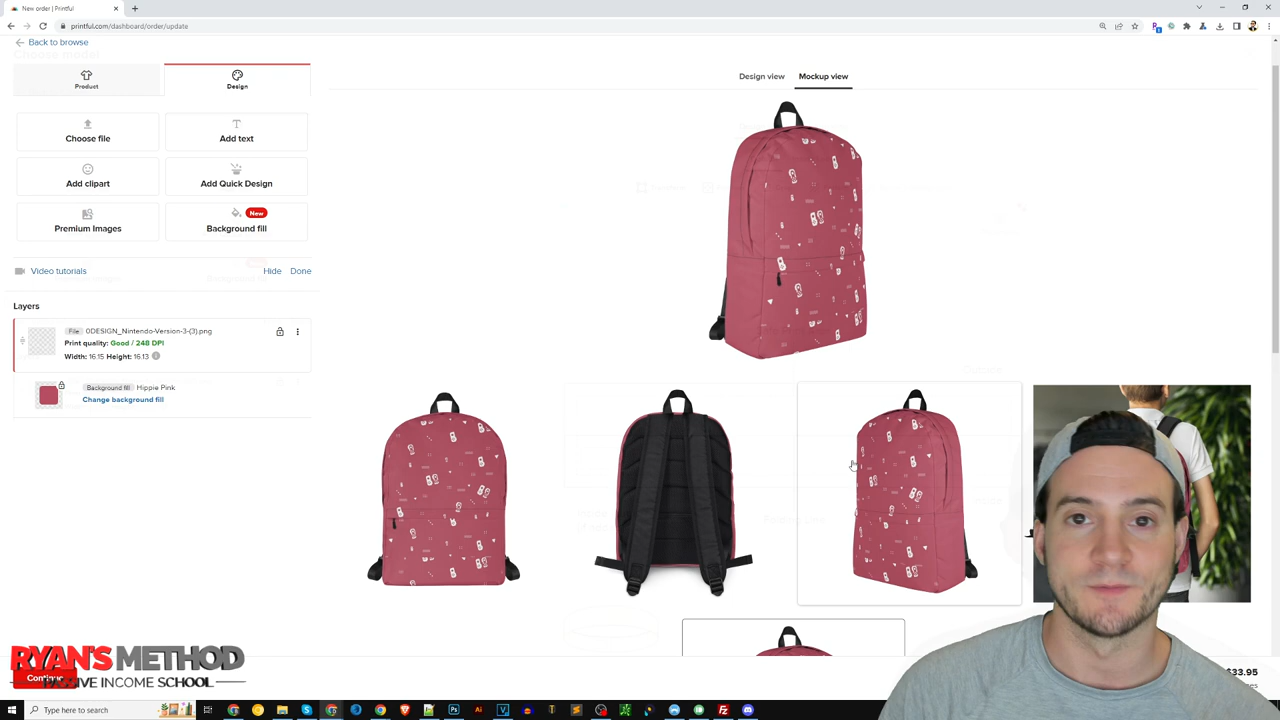 New order | Printful
printful.com/dashboard/order/update
Back to browse
Product
Design
Design view
Mockup view
Choose file
Add text
Add clipart
Add Quick Design
Premium Images
New
Background fill
Video tutorials
Hide
Done
Layers
File 0DESIGN_Nintendo-Version-3-(3).png
Print quality: Good / 248 DPI
Width: 16.15 Height: 16.13
Background fill Hippie Pink
Change background fill
RYAN'S METHOD
Continue
PASSIVE INCOME SCHOOL
$33.95
Type here to search